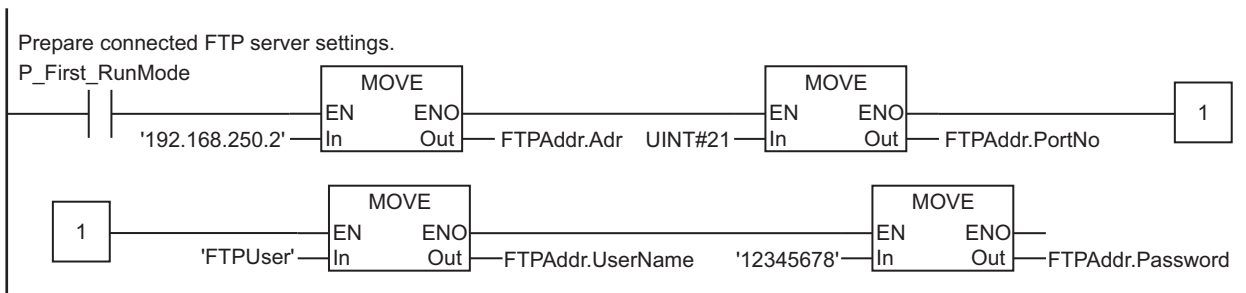 Prepare connected FTP server settings.
P_First_RunMode
MOVE MOVE
EN ENO EN ENO 1
'192.168.250.2' In Out FTPAddr.Adr UINT#21 In Out FTPAddr.PortNo
MOVE MOVE
1 EN ENO EN ENO
'FTPUser' In Out FTPAddr.UserName '12345678' In Out FTPAddr.Password